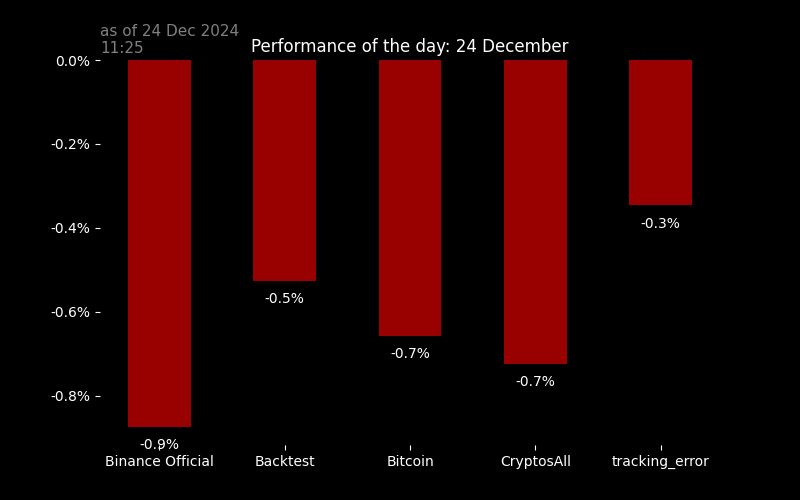 as of 24 Dec 2024
11:25
Performance of the day: 24 December
0.0%
-0.2%
-0.4%
-0.6%
-0.8%
-0.9%
-0.5%
-0.7%
-0.7%
-0.3%
Binance Official
Backtest
Bitcoin
CryptosAll
tracking_error